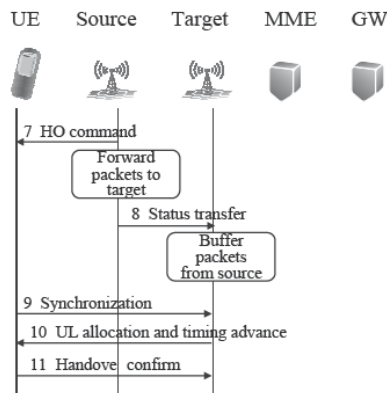 UE Source Target MME GW
7 HO command
Forward
packets to
target
8 Status transfer
Buffer
packets
from source
9 Synchronization
10 UL allocation and timing advance
11 Handove confirm